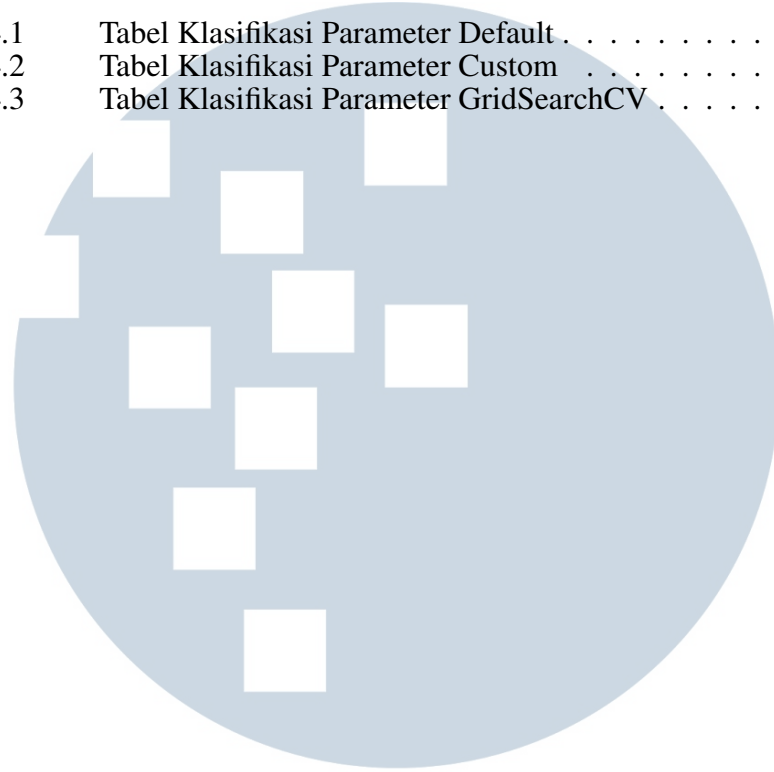 .1 Tabel Klasifikasi Parameter Default . . . . . . . . .
.2 Tabel Klasifikasi Parameter Custom . . . . . . . .
.3 Tabel Klasifikasi Parameter GridSearchCV . . . . .